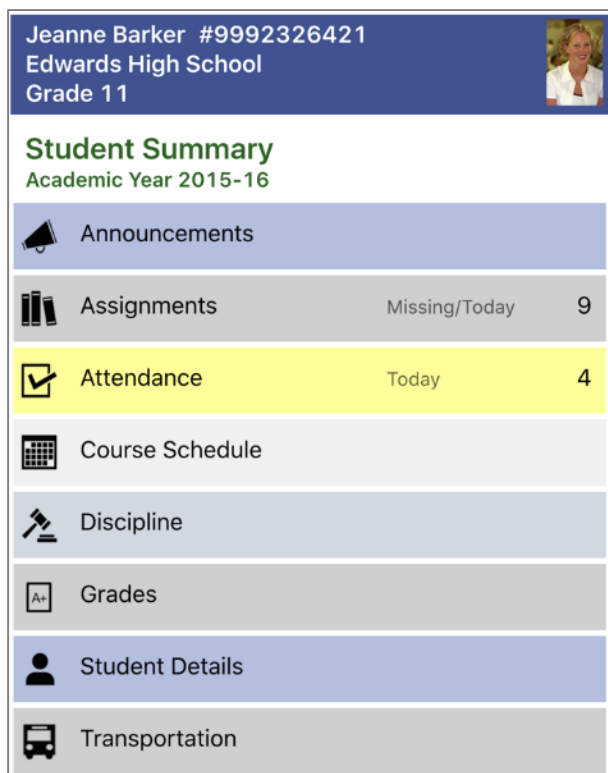 Jeanne Barker #9992326421
Edwards High School
Grade 11
Student Summary
Academic Year 2015-16
Announcements
Assignments Missing/Today 9
Attendance Today 4
Course Schedule
Discipline
A+ Grades
Student Details
Transportation